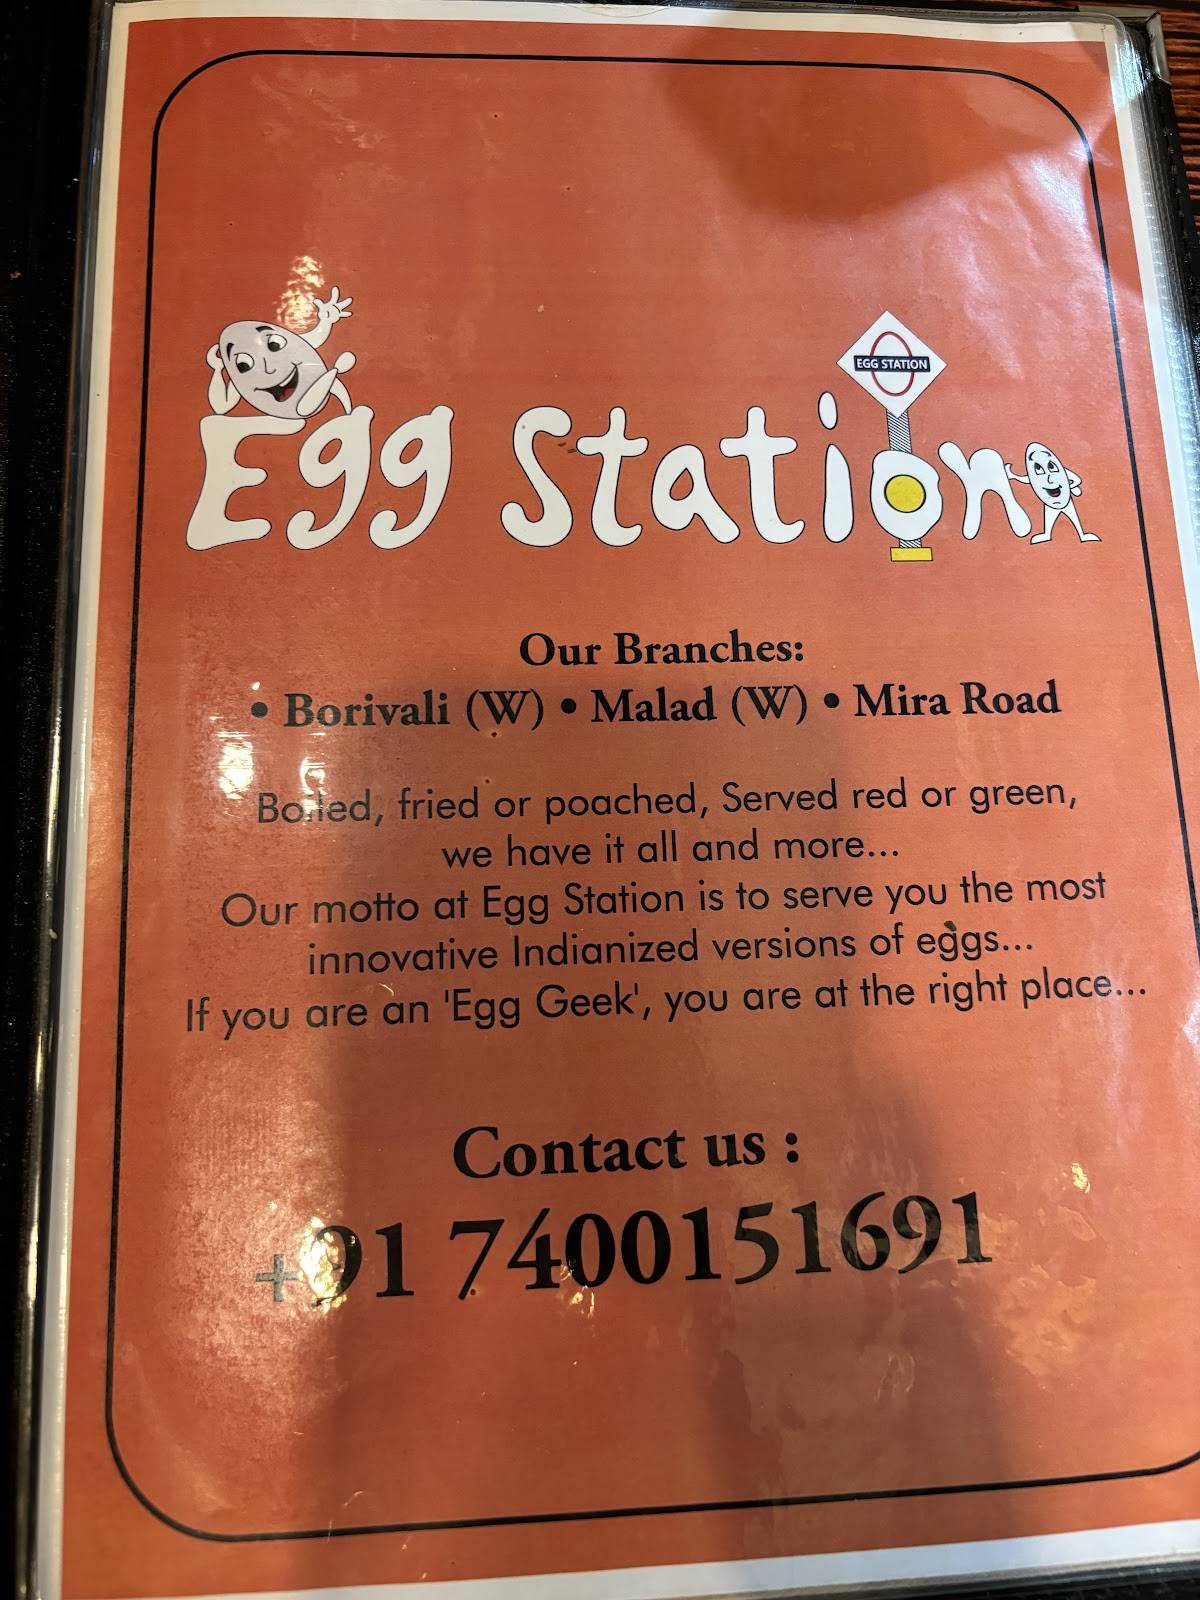 EGG STATION
Egg Station
Our Branches:
• Borivali (W) • Malad (W) • Mira Road
Boiled, fried or poached, Served red or green,
we have it all and more...
Our motto at Egg Station is to serve you the most
innovative Indianized versions of eggs...
If you are an 'Egg Geek', you are at the right place...
Contact us :
+91 7400151691